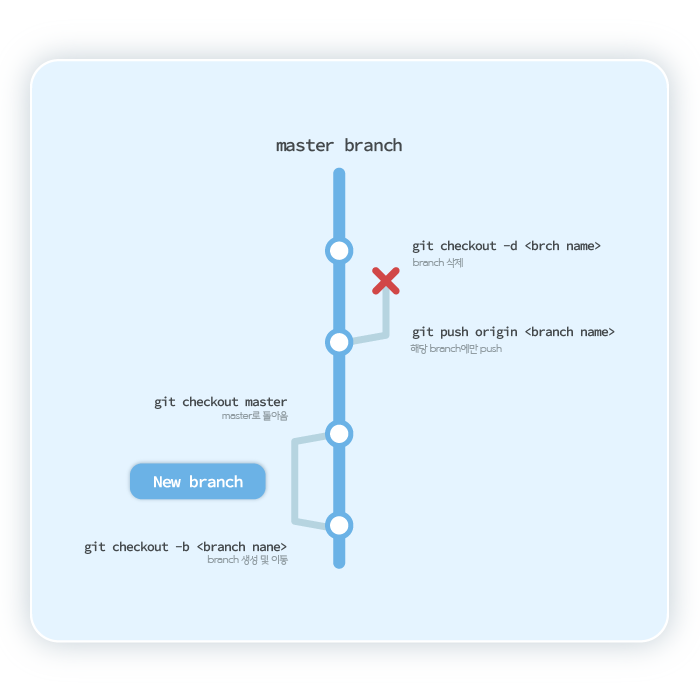 master branch
git checkout -d <brch name>
branch 삭제
git push origin <branch name>
해당 branch에만 push
git checkout master
master로 돌아옴
New branch
git checkout -b <branch nane>
branch 생성 및 이동